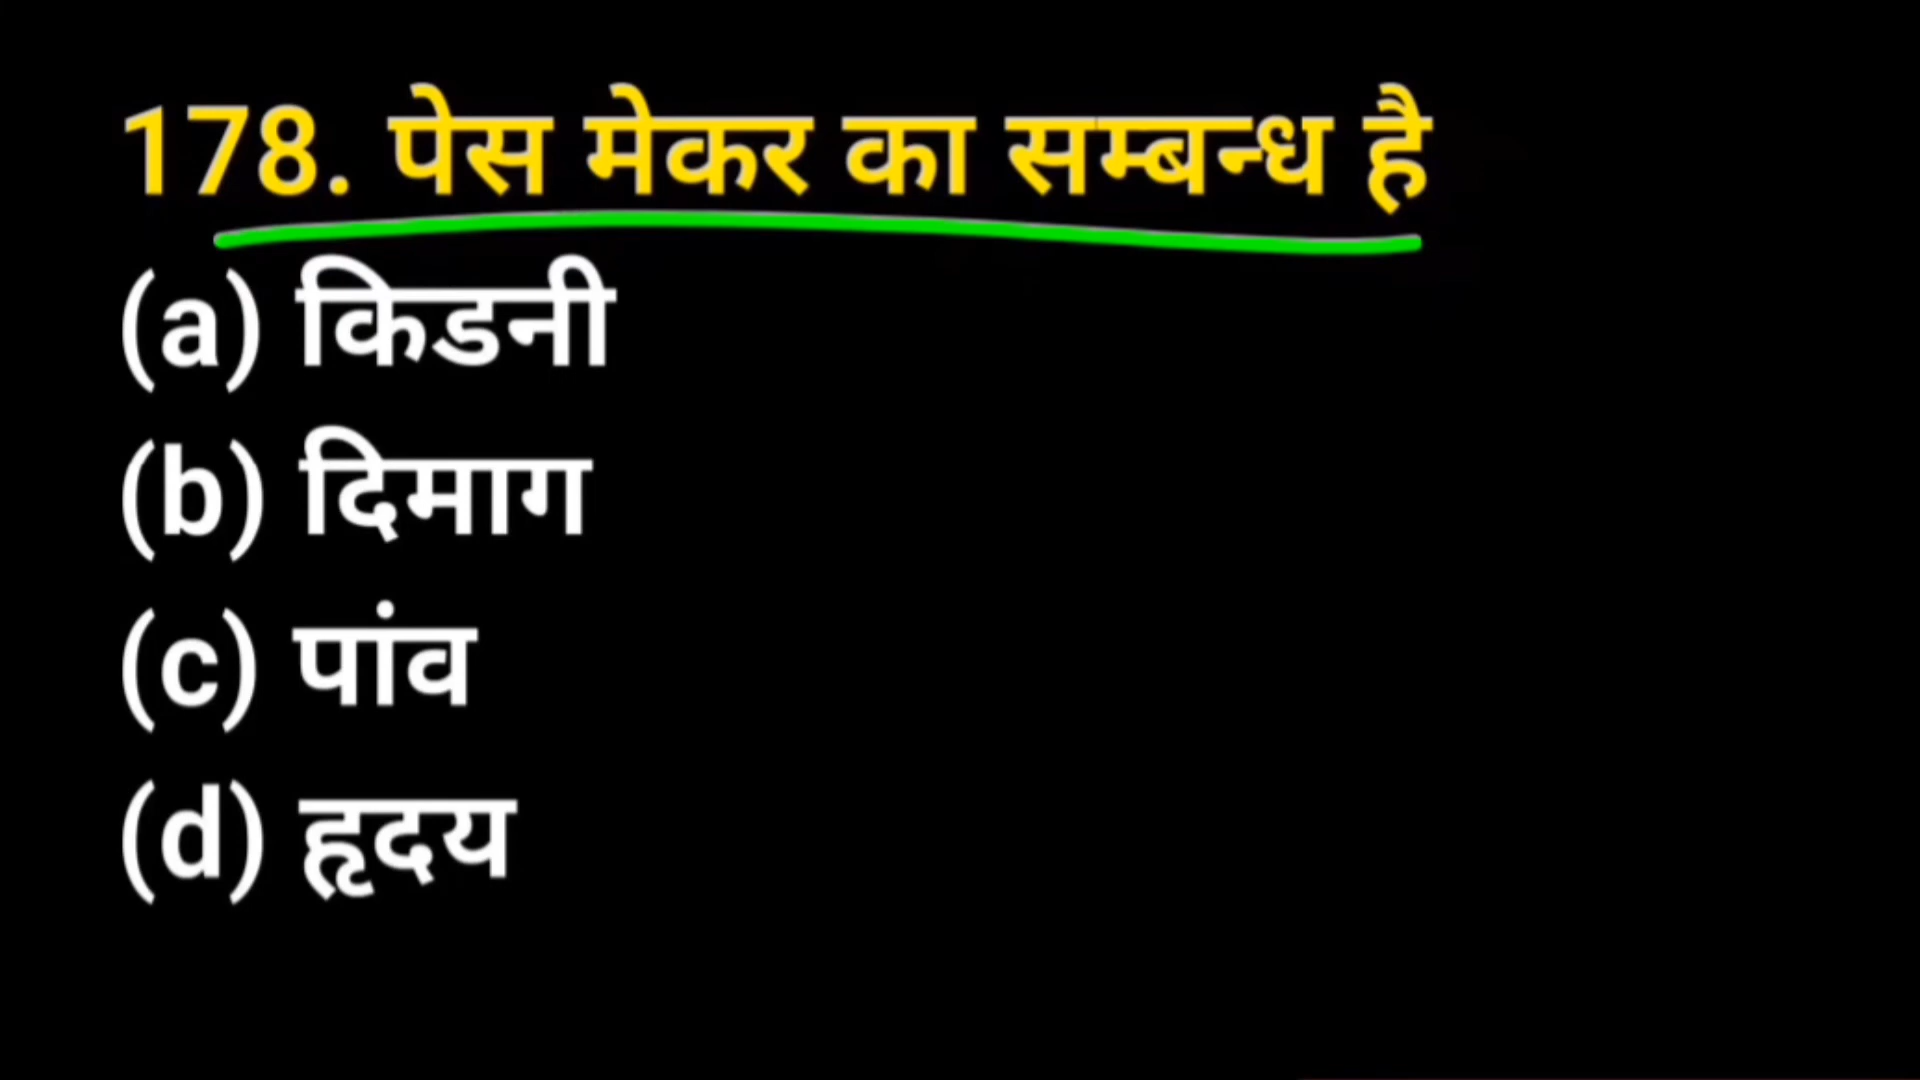 178. पेस मेकर का सम्बन्ध है
(a) किडनी
(b) दिमाग
(c) पांव
(d) हृदय